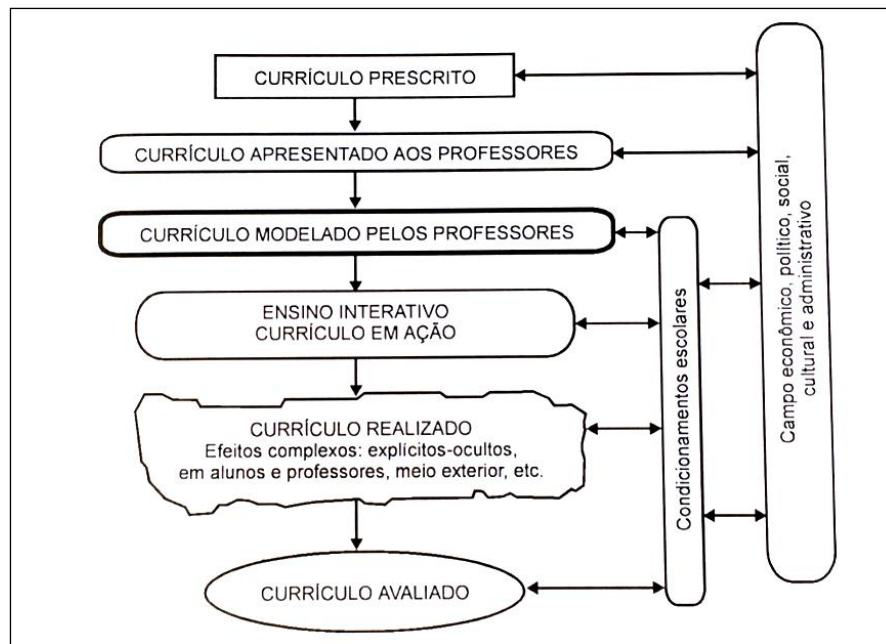 CURRÍCULO PRESCRITO
CURRÍCULO APRESENTADO AOS PROFESSORES
CURRÍCULO MODELADO PELOS PROFESSORES
ENSINO INTERATIVO
CURRÍCULO EM AÇÃO
CURRÍCULO REALIZADO
Efeitos complexos: explícitos-ocultos,
em alunos e professores, meio exterior, etc.
CURRÍCULO AVALIADO
Condicionamentos escolares
Campo econômico, político, social,
cultural e administrativo